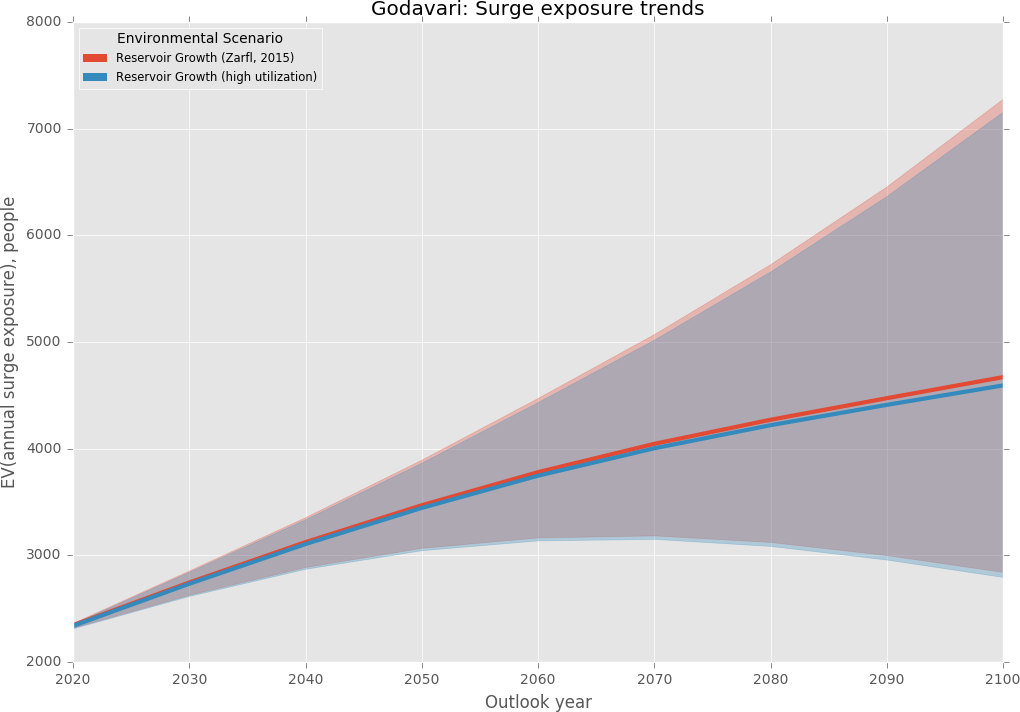 Godavari: Surge exposure trends
Environmental Scenario
Reservoir Growth (Zarfl, 2015)
Reservoir Growth (high utilization)
EV(annual surge exposure), people
8000
7000
6000
5000
4000
3000
2000
2020 2030 2040 2050 2060 2070 2080 2090 2100
Outlook year